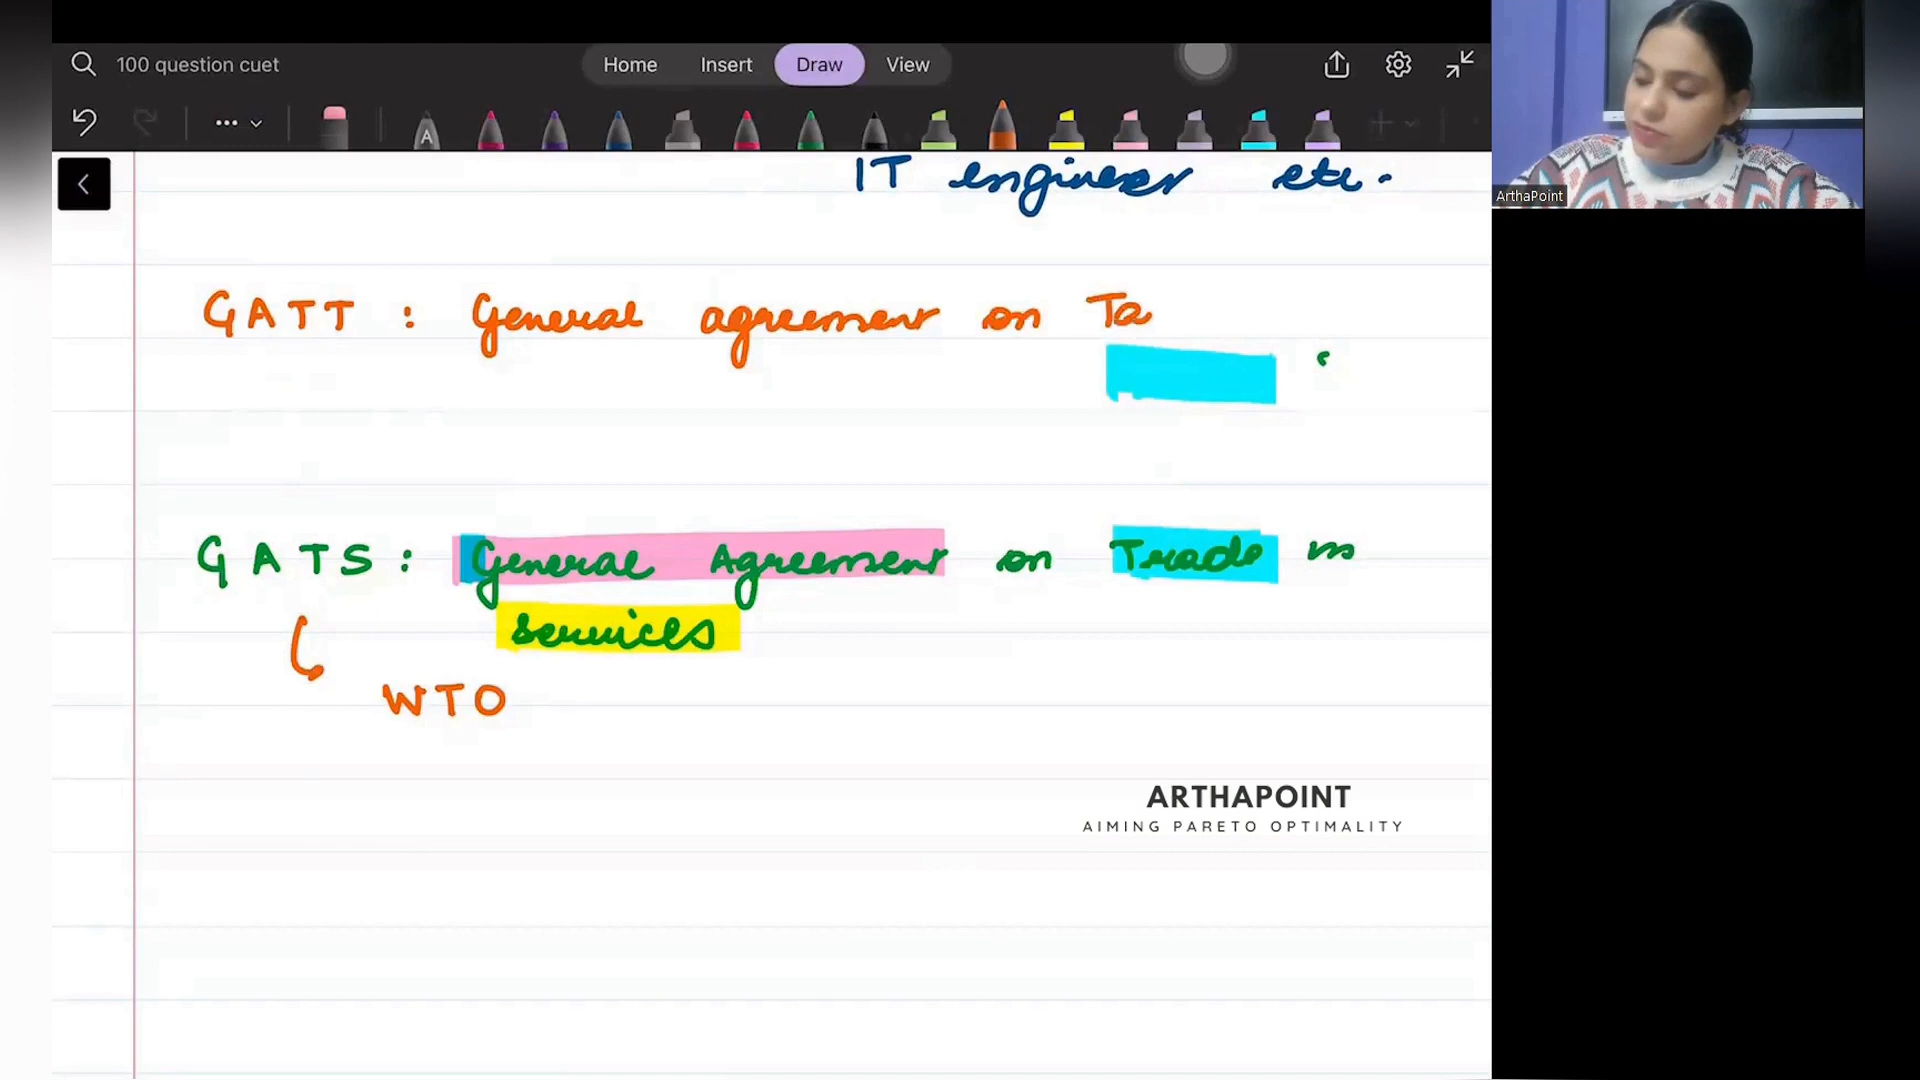 100 question cuet
Home Insert Draw View
A
IT engineer etc.
ArthaPoint
GATT : General agreement on Ta
GATS : General Agreement on Trade in
services
WTO
ARTHAPOINT
AIMING PARETO OPTIMALITY